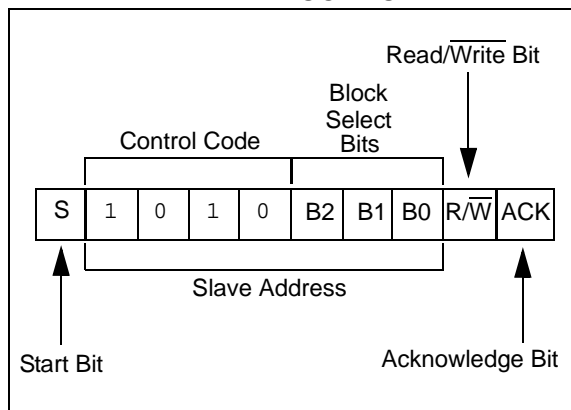 Read/Write Bit
Block
Select
Bits
Control Code
S 1 0 1 0 B2 B1 B0 R/W ACK
Slave Address
Start Bit
Acknowledge Bit